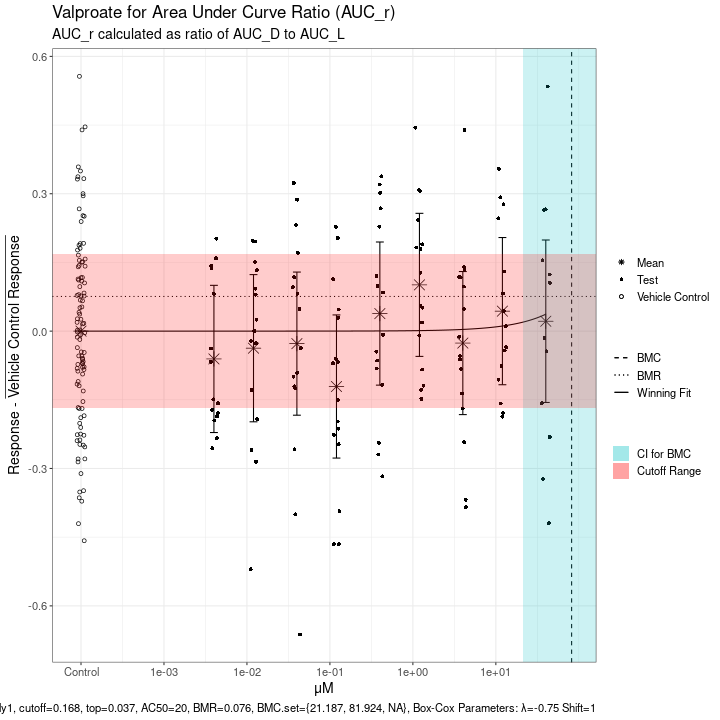 Valproate for Area Under Curve Ratio (AUC_r)
AUC_r calculated as ratio of AUC_D to AUC_L
Response - Vehicle Control Response
0.6
0.3
0.0
-0.3
-0.6
Control
1e-03
1e-02
1e-01
1e+00
1e+01
μM
Mean
Test
Vehicle Control
BMC
BMR
Winning Fit
CI for BMC
Cutoff Range
ly1, cutoff=0.168, top=0.037, AC50=20, BMR=0.076, BMC.set={21.187, 81.924, NA}, Box-Cox Parameters: λ=-0.75 Shift=1